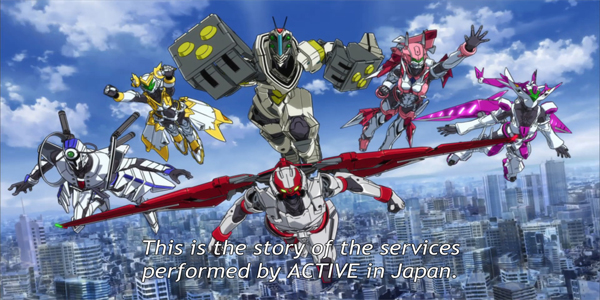 This is the story of the services
performed by ACTIVE in Japan.